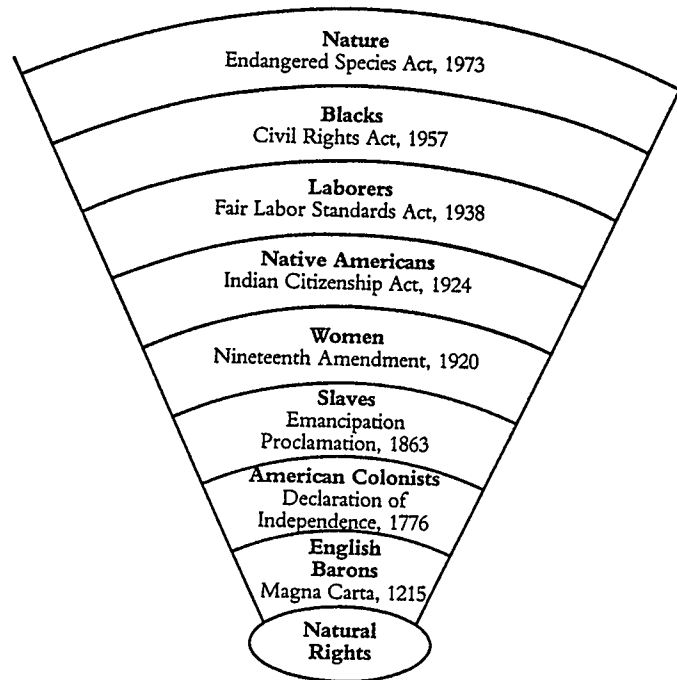 Nature
Endangered Species Act, 1973
Blacks
Civil Rights Act, 1957
Laborers
Fair Labor Standards Act, 1938
Native Americans
Indian Citizenship Act, 1924
Women
Nineteenth Amendment, 1920
Slaves
Emancipation
Proclamation, 1863
American Colonists
Declaration of
Independence, 1776
English
Barons
Magna Carta, 1215
Natural
Rights